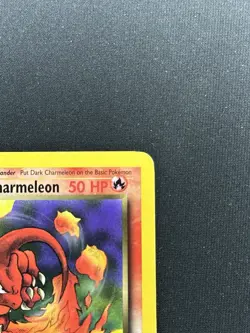 ander Put Dark Charmeleon on the Basic Pokémon
harmeleon 50 HP